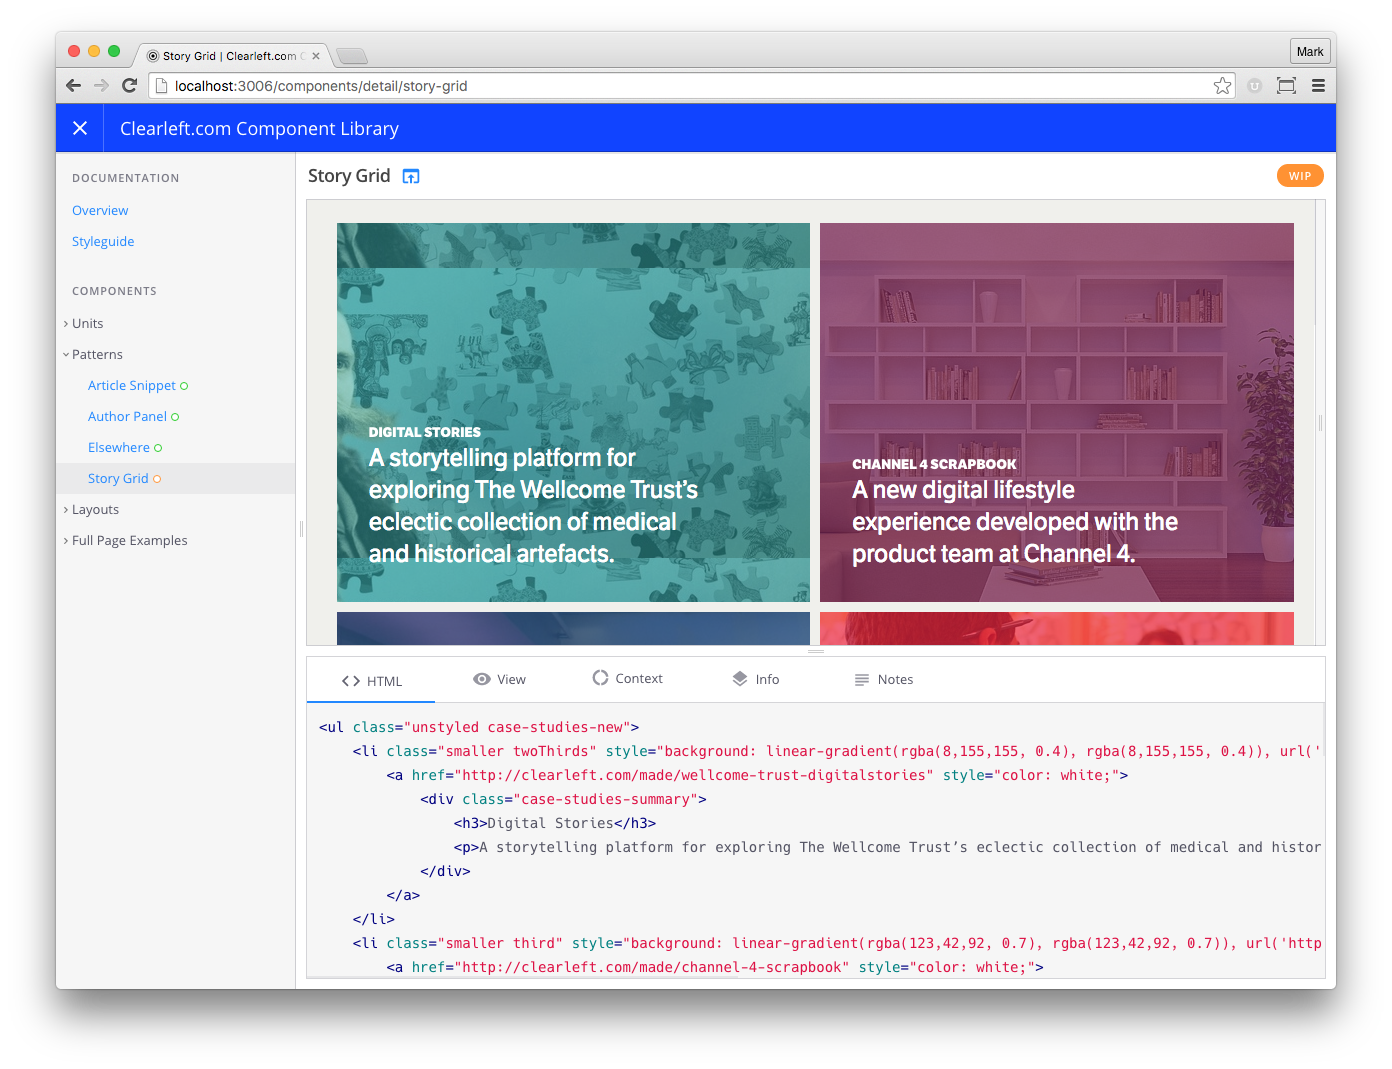 Story Grid | Clearleft.com C
Mark
localhost:3006/components/detail/story-grid
Clearleft.com Component Library
DOCUMENTATION
Overview
Styleguide
COMPONENTS
Units
Patterns
Article Snippet
Author Panel
Elsewhere
Story Grid
Layouts
Full Page Examples
Story Grid
WIP
DIGITAL STORIES
A storytelling platform for
exploring The Wellcome Trust’s
eclectic collection of medical
and historical artefacts.
CHANNEL 4 SCRAPBOOK
A new digital lifestyle
experience developed with the
product team at Channel 4.
HTML
View
Context
Info
Notes
<ul class="unstyled case-studies-new">
<li class="smaller twoThirds" style="background: linear-gradient(rgba(8,155,155, 0.4), rgba(8,155,155, 0.4)), url('
<a href="http://clearleft.com/made/wellcome-trust-digitalstories" style="color: white;">
<div class="case-studies-summary">
<h3>Digital Stories</h3>
<p>A storytelling platform for exploring The Wellcome Trust’s eclectic collection of medical and histor
</div>
</a>
</li>
<li class="smaller third" style="background: linear-gradient(rgba(123,42,92, 0.7), rgba(123,42,92, 0.7)), url('http
<a href="http://clearleft.com/made/channel-4-scrapbook" style="color: white;">